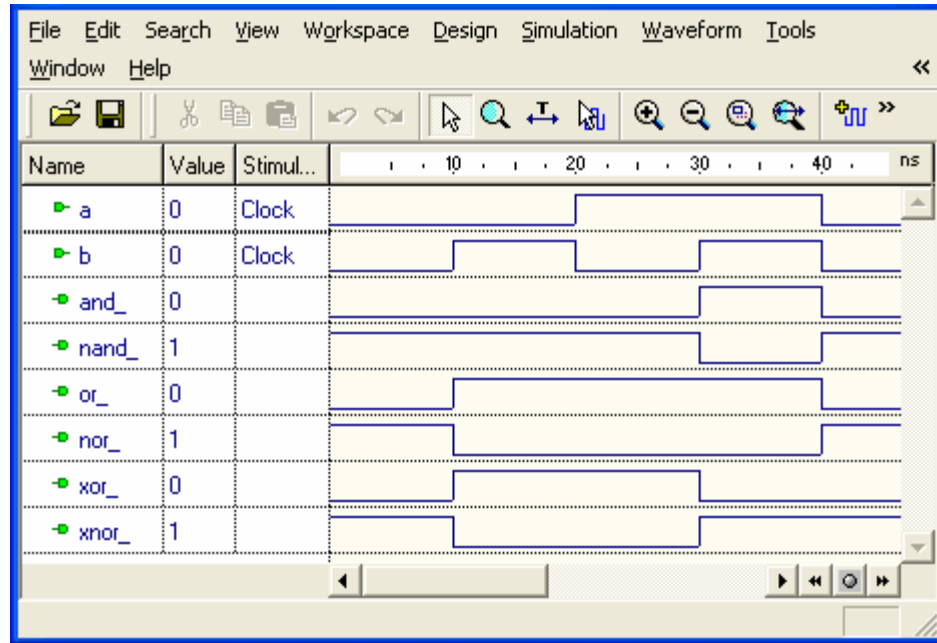 File Edit Search View Workspace Design Simulation Waveform Tools
Window Help
Name Value Stimul... 10 20 30 40 ns
a 0 Clock
b 0 Clock
and_ 0
nand_ 1
or_ 0
nor_ 1
xor_ 0
xnor_ 1